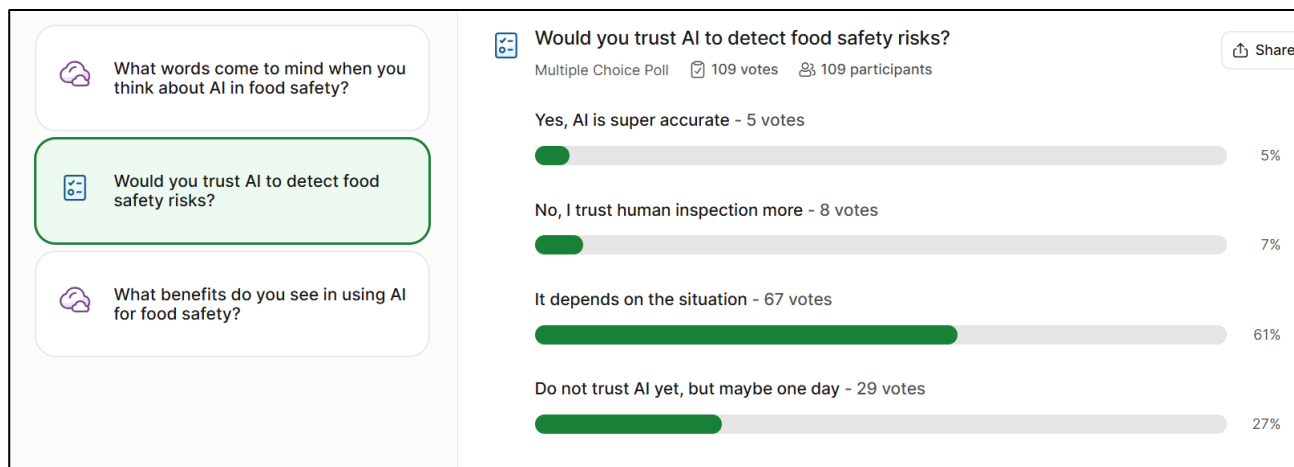 What words come to mind when you
think about AI in food safety?
Would you trust AI to detect food
safety risks?
What benefits do you see in using AI
for food safety?
Would you trust AI to detect food safety risks?
Share
Multiple Choice Poll 109 votes 109 participants
Yes, AI is super accurate - 5 votes
5%
No, I trust human inspection more - 8 votes
7%
It depends on the situation - 67 votes
61%
Do not trust AI yet, but maybe one day - 29 votes
27%